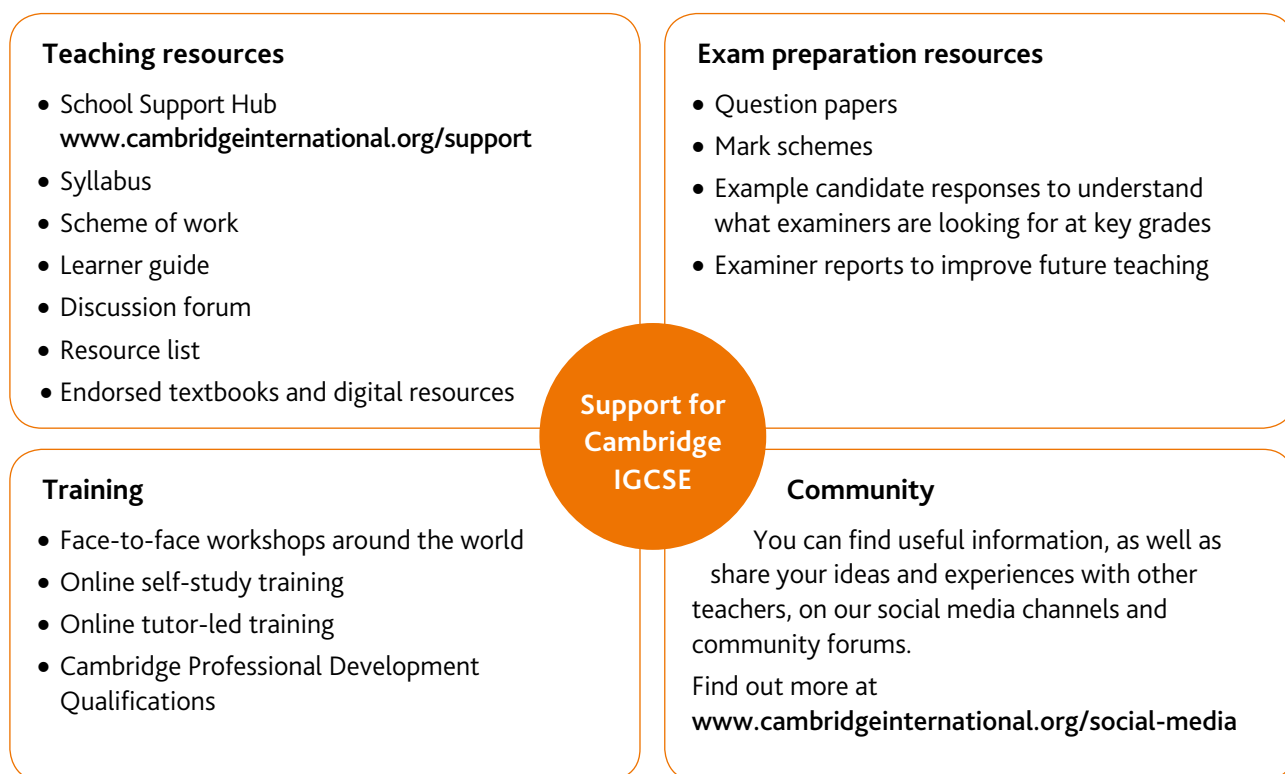 Teaching resources
• School Support Hub
www.cambridgeinternational.org/support
• Syllabus
• Scheme of work
• Learner guide
• Discussion forum
• Resource list
• Endorsed textbooks and digital resources
Exam preparation resources
• Question papers
• Mark schemes
• Example candidate responses to understand
what examiners are looking for at key grades
• Examiner reports to improve future teaching
Support for
Cambridge
IGCSE
Training
• Face-to-face workshops around the world
• Online self-study training
• Online tutor-led training
• Cambridge Professional Development
Qualifications
Community
You can find useful information, as well as
share your ideas and experiences with other
teachers, on our social media channels and
community forums.
Find out more at
www.cambridgeinternational.org/social-media